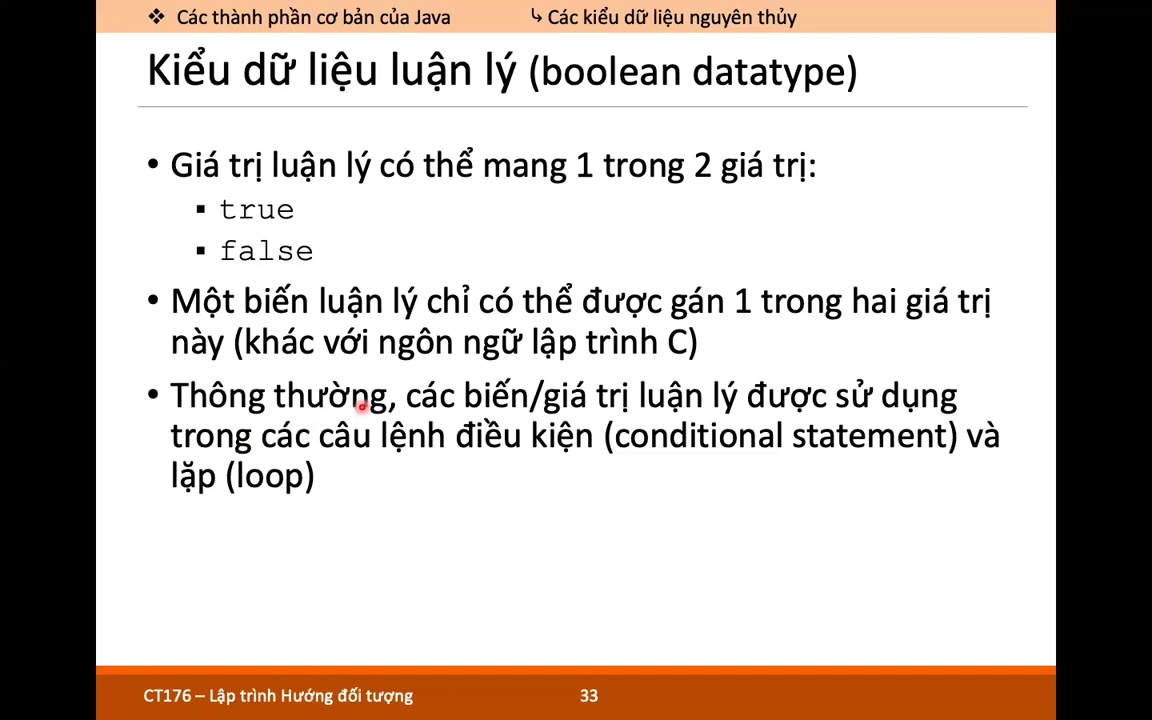 ❖ Các thành phần cơ bản của Java ↳ Các kiểu dữ liệu nguyên thủy
Kiểu dữ liệu luận lý (boolean datatype)
• Giá trị luận lý có thể mang 1 trong 2 giá trị:
▪ true
▪ false
• Một biến luận lý chỉ có thể được gán 1 trong hai giá trị
này (khác với ngôn ngữ lập trình C)
• Thông thường, các biến/giá trị luận lý được sử dụng
trong các câu lệnh điều kiện (conditional statement) và
lặp (loop)
CT176 – Lập trình Hướng đối tượng 33